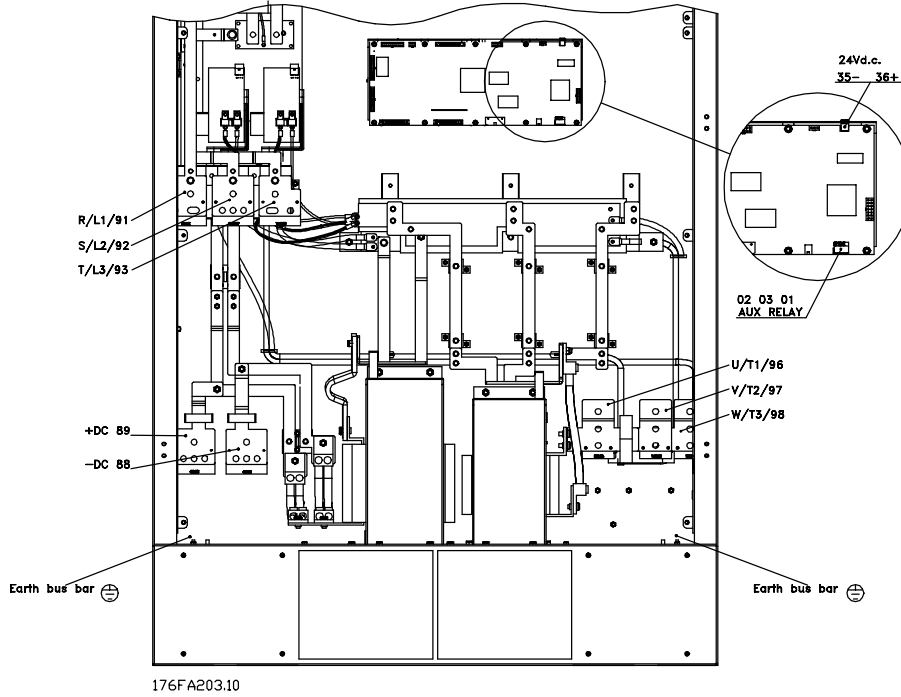 24Vd.c.
35- 36+
R/L1/91
S/L2/92
T/L3/93
02 03 01
AUX RELAY
U/T1/96
V/T2/97
W/T3/98
+DC 89
-DC 88
Earth bus bar
Earth bus bar
176FA203.10